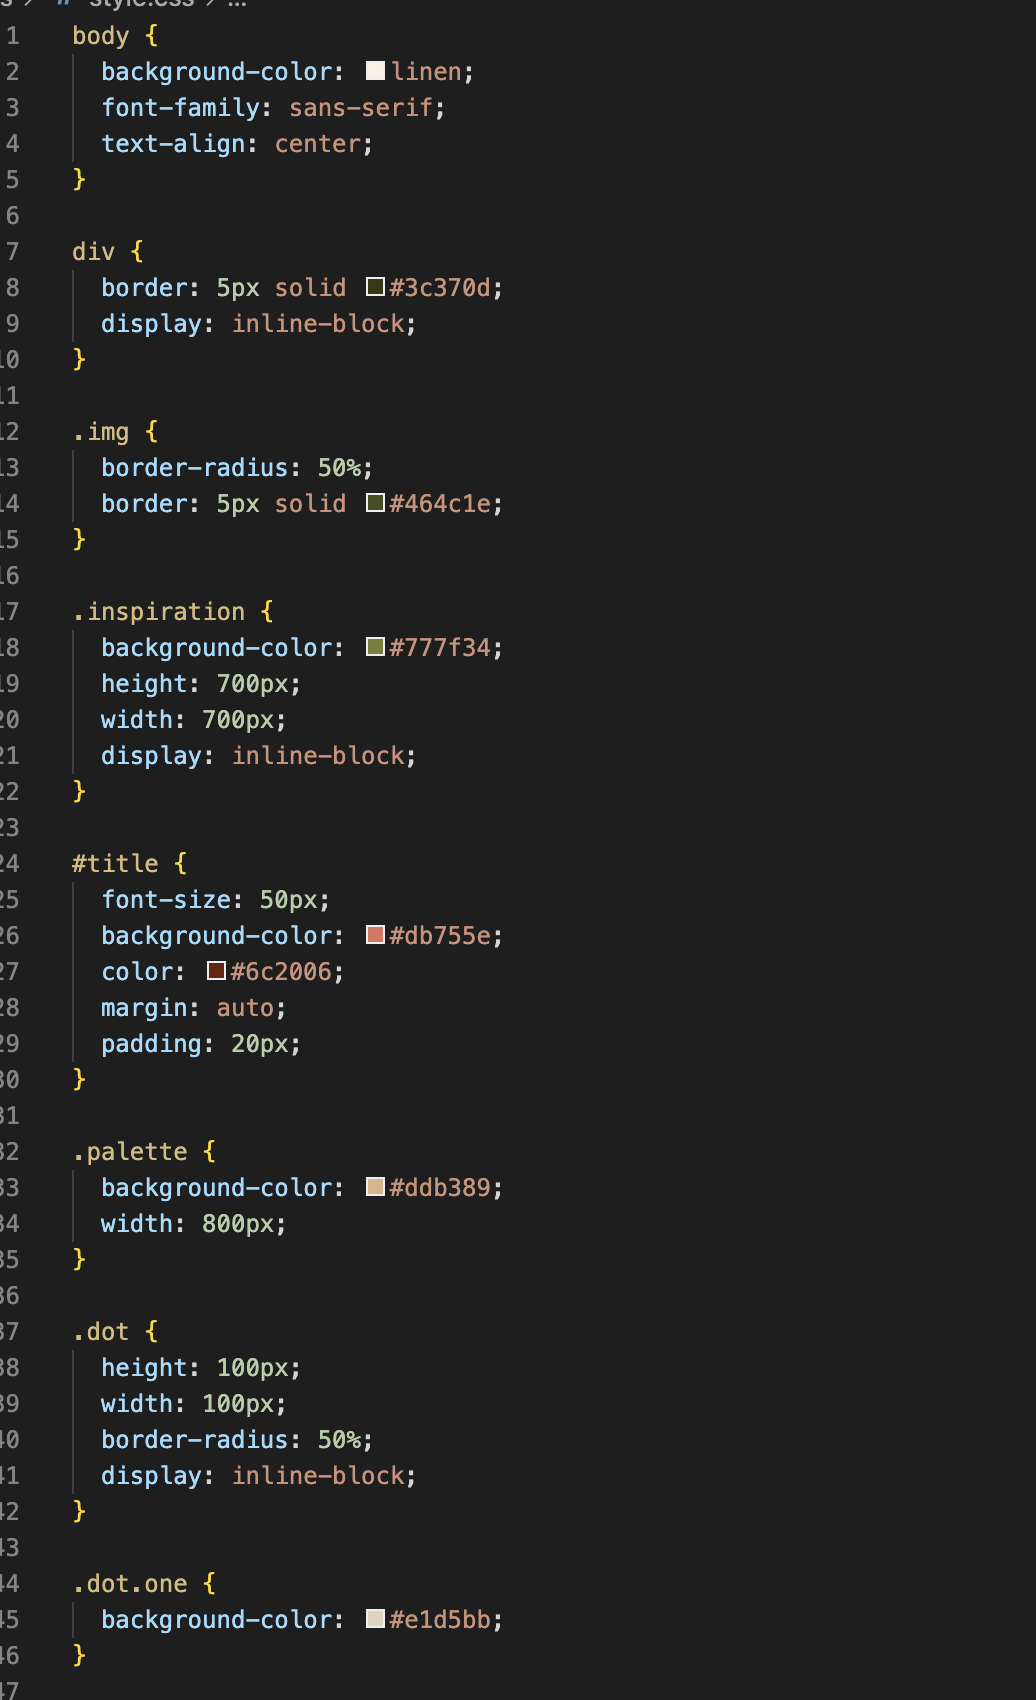 style.css > ...
1 body {
2 background-color: linen;
3 font-family: sans-serif;
4 text-align: center;
5 }
6
7 div {
8 border: 5px solid #3c370d;
9 display: inline-block;
10 }
11
12 .img {
13 border-radius: 50%;
14 border: 5px solid #464c1e;
15 }
16
17 .inspiration {
18 background-color: #777f34;
19 height: 700px;
20 width: 700px;
21 display: inline-block;
22 }
23
24 #title {
25 font-size: 50px;
26 background-color: #db755e;
27 color: #6c2006;
28 margin: auto;
29 padding: 20px;
30 }
31
32 .palette {
33 background-color: #ddb389;
34 width: 800px;
35 }
36
37 .dot {
38 height: 100px;
39 width: 100px;
40 border-radius: 50%;
41 display: inline-block;
42 }
43
44 .dot.one {
45 background-color: #e1d5bb;
46 }
47